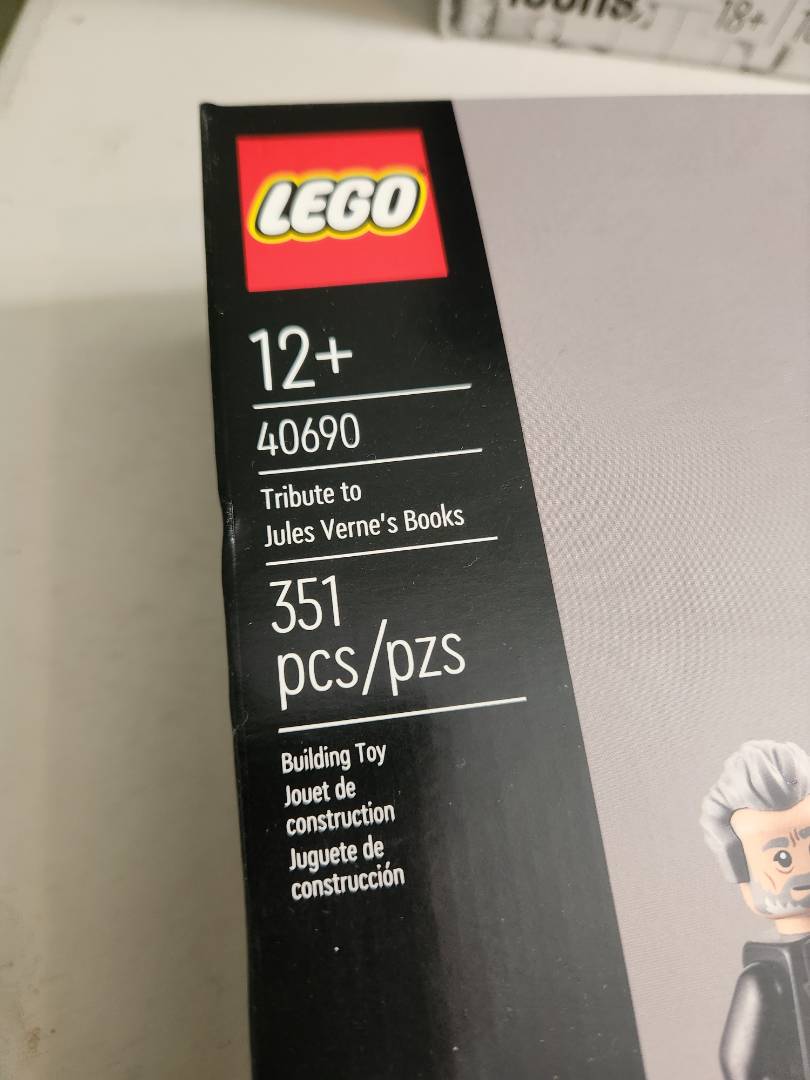 18+
LEGO
12+
40690
Tribute to
Jules Verne's Books
351
pcs/pzs
Building Toy
Jouet de
construction
Juguete de
construcción